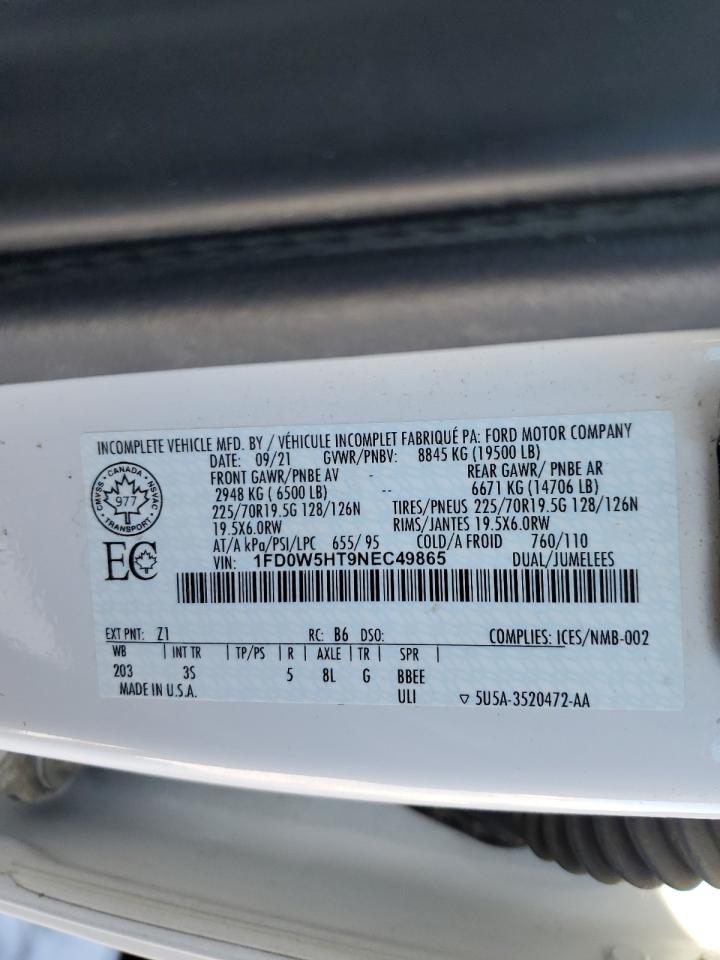 INCOMPLETE VEHICLE MFD. BY / VÉHICULE INCOMPLET FABRIQUÉ PA: FORD MOTOR COMPANY
DATE: 09/21 GVWR/PNBV: 8845 KG (19500 LB)
FRONT GAWR/PNBE AV - REAR GAWR/ PNBE AR
2948 KG ( 6500 LB) -- 6671 KG (14706 LB)
225/70R19.5G 128/126N TIRES/PNEUS 225/70R19.5G 128/126N
19.5X6.0RW RIMS/JANTES 19.5X6.0RW
AT/A kPa/PSI/LPC 655/ 95 COLD/A FROID 760/110
VIN: 1FD0W5HT9NEC49865 DUAL/JUMELEES
CMVSS · CANADA · NSVAC
977
TRANSPORT
EC
EXT PNT: Z1 RC: B6 DSO: COMPLIES: ICES/NMB-002
WB | INT TR | TP/PS | R | AXLE | TR | SPR |
203 3S 5 8L G BBEE
MADE IN U.S.A. ULI ▽ 5U5A-3520472-AA